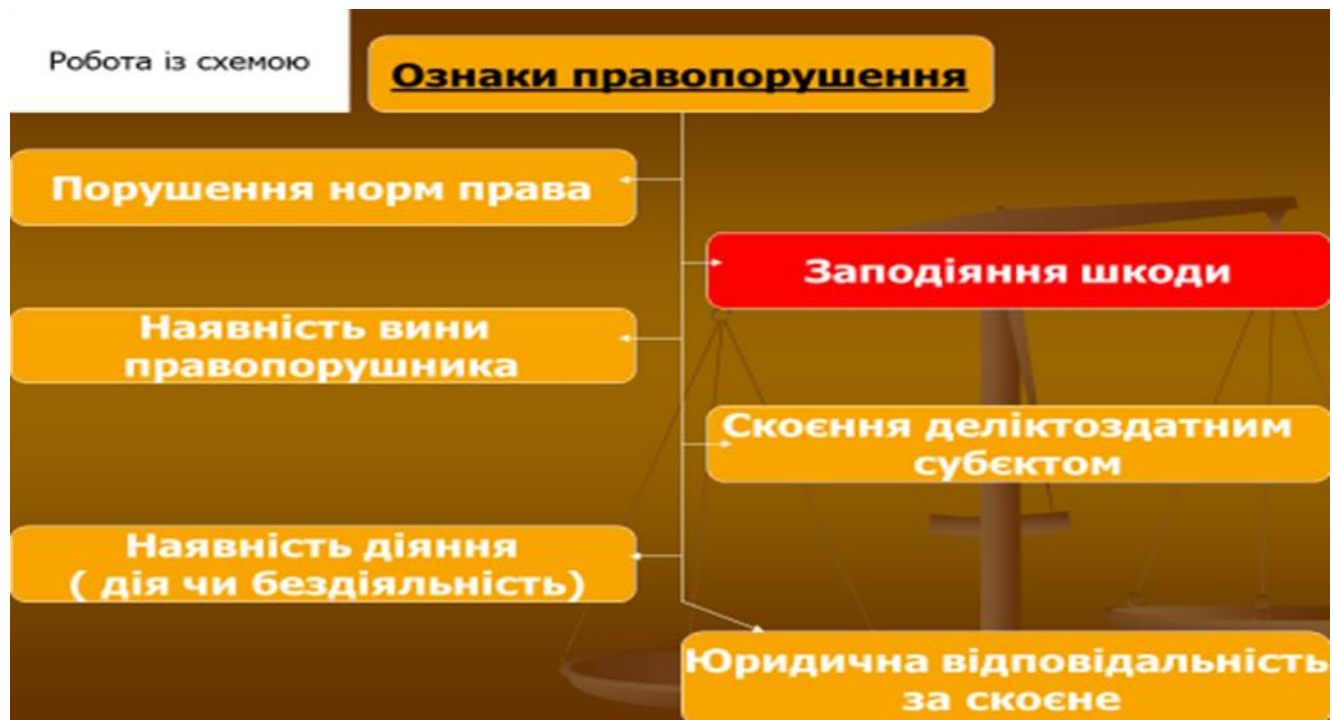 Робота із схемою
Ознаки правопорушення
Порушення норм права
Заподіяння шкоди
Наявність вини
правопорушника
Скоєння деліктоздатним
субєктом
Наявність діяння
( дія чи бездіяльність)
Юридична відповідальність
за скоєне